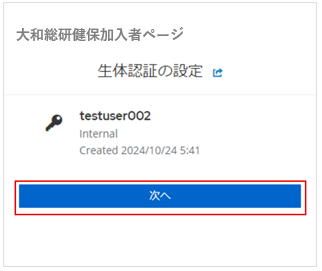 大和総研健保加入者ページ
生体認証の設定
testuser002
Internal
Created 2024/10/24 5:41
次へ